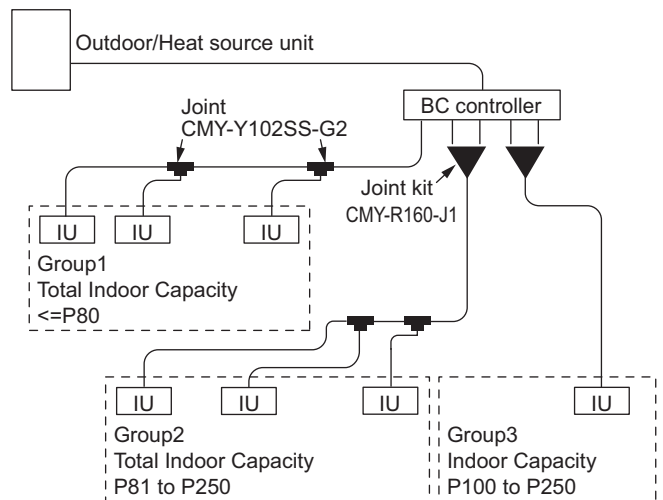 Outdoor/Heat source unit
BC controller
Joint
CMY-Y102SS-G2
Joint kit
CMY-R160-J1
IU
IU
IU
Group1
Total Indoor Capacity
<=P80
IU
IU
IU
Group2
Total Indoor Capacity
P81 to P250
IU
Group3
Indoor Capacity
P100 to P250